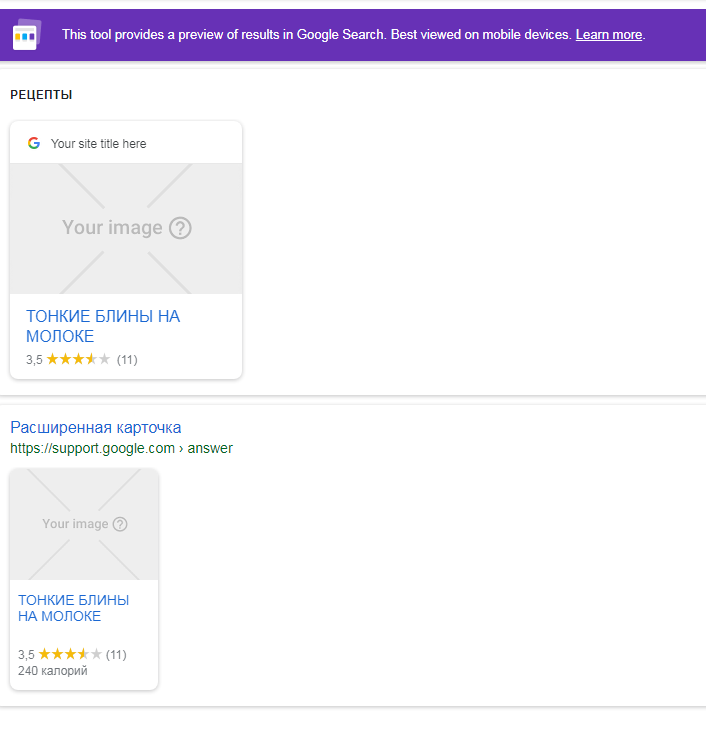 This tool provides a preview of results in Google Search. Best viewed on mobile devices. Learn more.
РЕЦЕПТЫ
Your site title here
Your image ?
ТОНКИЕ БЛИНЫ НА
МОЛОКЕ
3,5 ★★★★★ (11)
Расширенная карточка
https://support.google.com › answer
Your image ?
ТОНКИЕ БЛИНЫ
НА МОЛОКЕ
3,5 ★★★★★ (11)
240 калорий